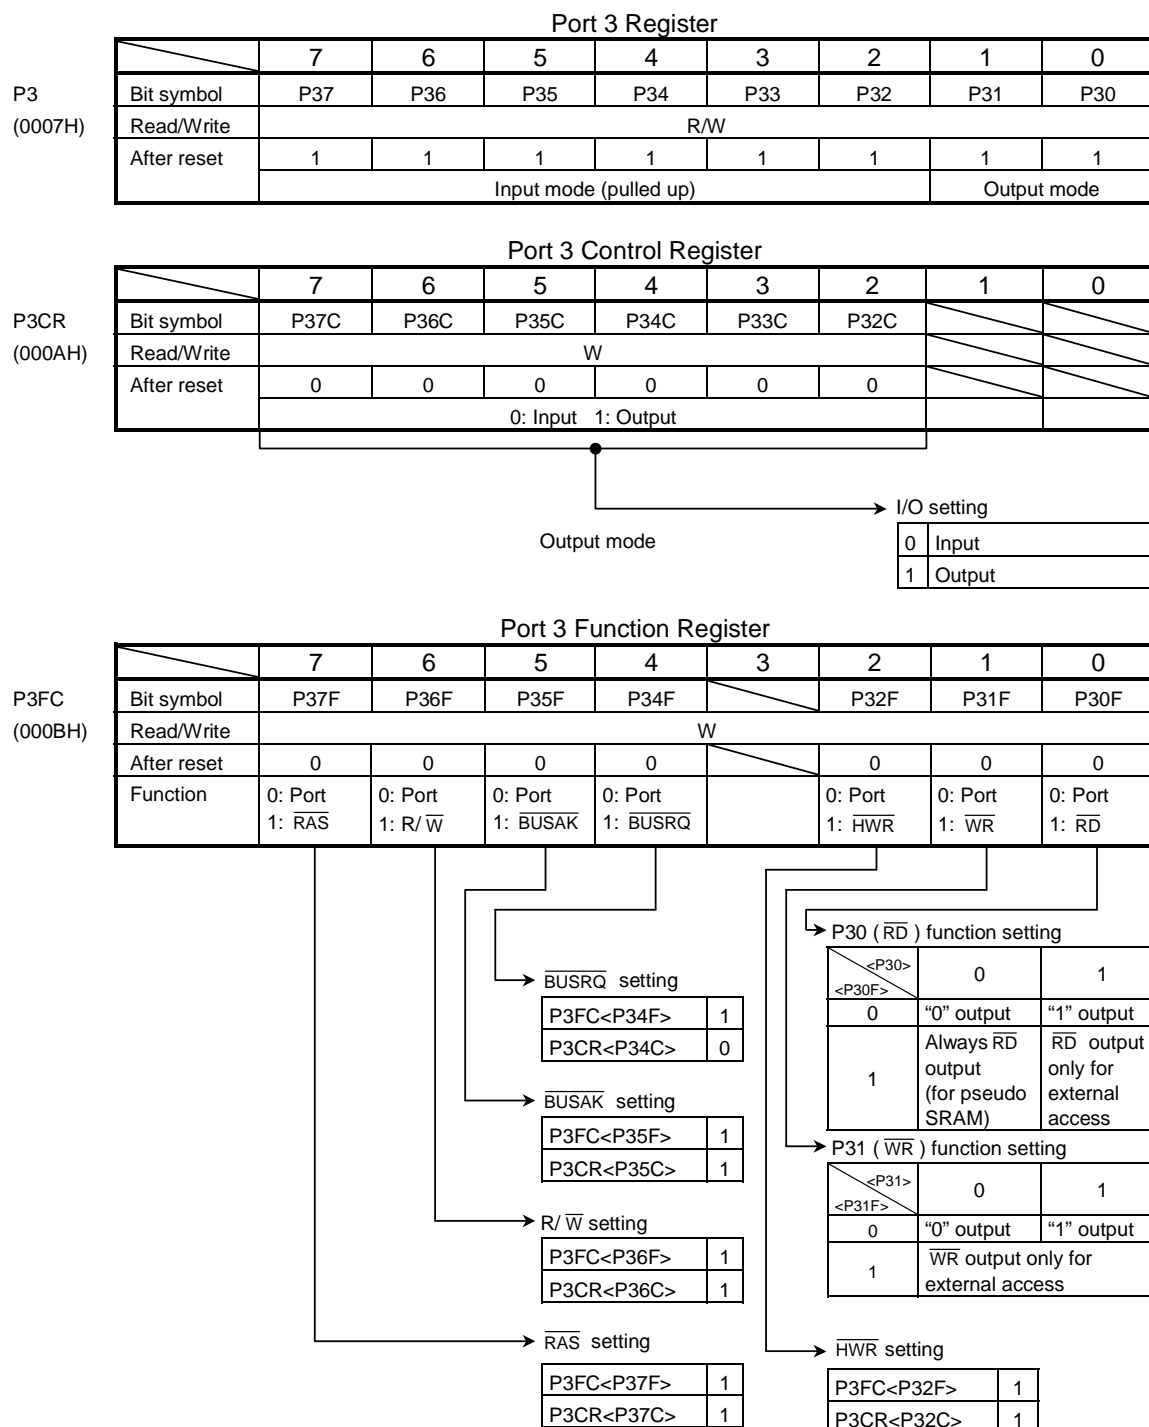 Port 3 Register
7 6 5 4 3 2 1 0
P3 Bit symbol P37 P36 P35 P34 P33 P32 P31 P30
(0007H) Read/Write R/W
After reset 1 1 1 1 1 1 1 1
Input mode (pulled up) Output mode
Port 3 Control Register
7 6 5 4 3 2 1 0
P3CR Bit symbol P37C P36C P35C P34C P33C P32C
(000AH) Read/Write W
After reset 0 0 0 0 0 0
0: Input 1: Output
I/O setting
Output mode
0 Input
1 Output
Port 3 Function Register
7 6 5 4 3 2 1 0
P3FC Bit symbol P37F P36F P35F P34F P32F P31F P30F
(000BH) Read/Write W
After reset 0 0 0 0 0 0 0
Function 0: Port 0: Port 0: Port 0: Port 0: Port 0: Port 0: Port
1: RAS 1: R/ W 1: BUSAK 1: BUSRQ 1: HWR 1: WR 1: RD
P30 ( RD ) function setting
<P30>
<P30F>
0 1
0 “0” output “1” output
1 Always RD output (for pseudo SRAM) RD output only for external access
BUSRQ setting
P3FC<P34F> 1
P3CR<P34C> 0
BUSAK setting
P3FC<P35F> 1
P3CR<P35C> 1
P31 ( WR ) function setting
<P31>
<P31F>
0 1
0 “0” output “1” output
1 WR output only for external access
R/ W setting
P3FC<P36F> 1
P3CR<P36C> 1
RAS setting
P3FC<P37F> 1
P3CR<P37C> 1
HWR setting
P3FC<P32F> 1
P3CR<P32C> 1